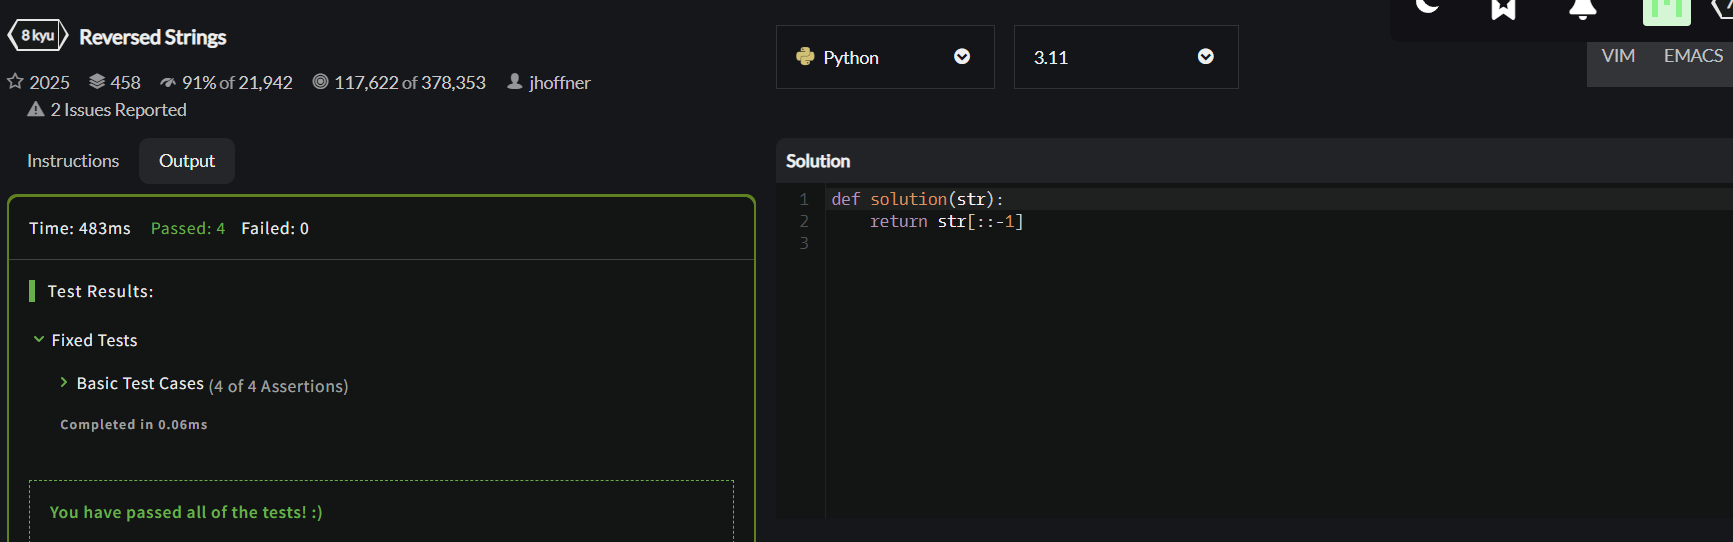 8 kyu Reversed Strings
2025 458 91% of 21,942 117,622 of 378,353 jhoffner
2 Issues Reported
Instructions Output
Time: 483ms Passed: 4 Failed: 0
Test Results:
Fixed Tests
Basic Test Cases (4 of 4 Assertions)
Completed in 0.06ms
You have passed all of the tests! :)
Python 3.11
VIM EMACS
Solution
1 def solution(str):
2     return str[::-1]
3